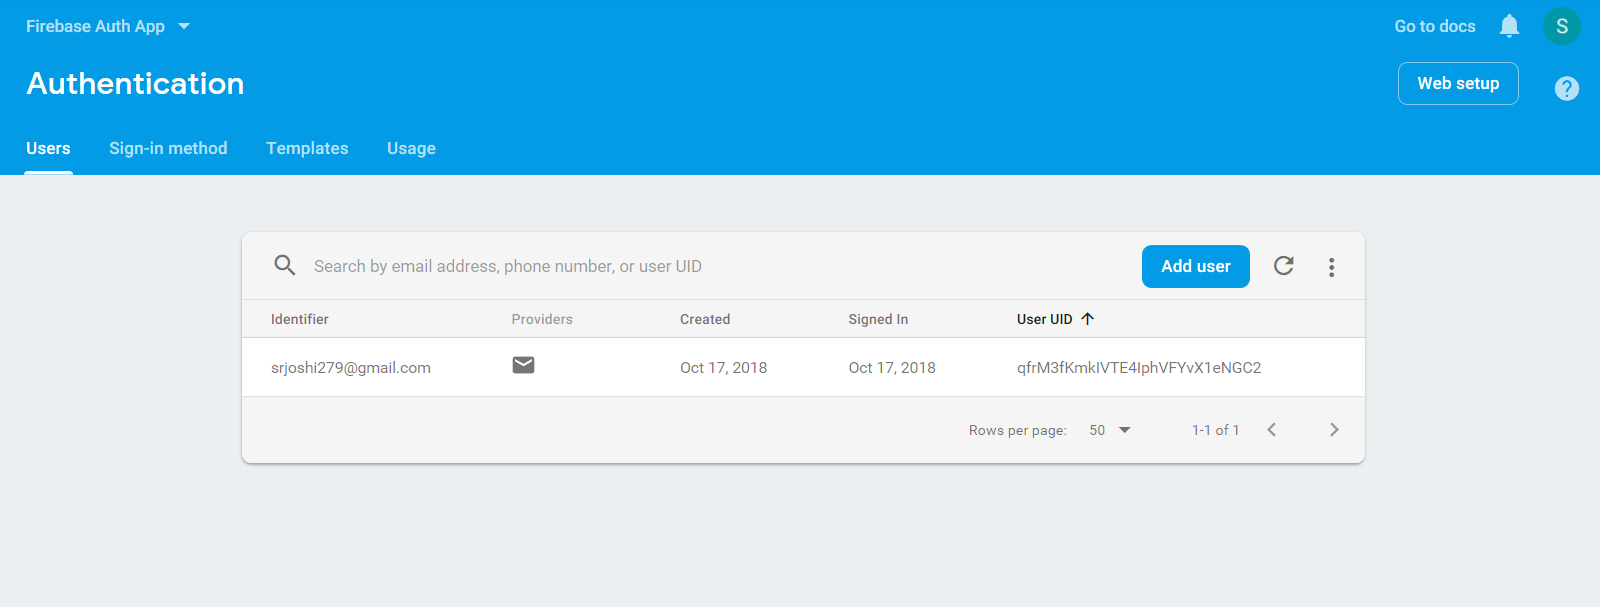 Firebase Auth App
Go to docs
S
Authentication
Web setup
?
Users Sign-in method Templates Usage
Search by email address, phone number, or user UID
Add user
Identifier Providers Created Signed In User UID
srjoshi279@gmail.com Oct 17, 2018 Oct 17, 2018 qfrM3fKmkIVTE4IphVFYvX1eNGC2
Rows per page: 50 1-1 of 1